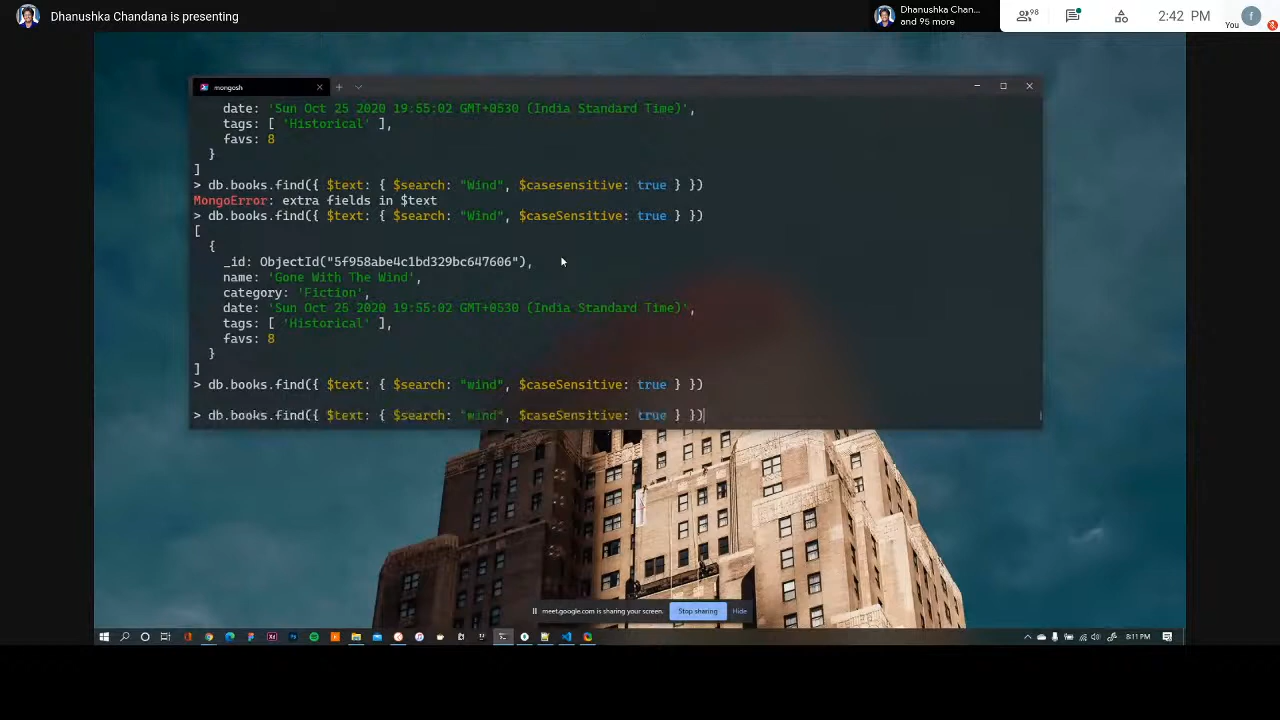 Dhanushka Chandana is presenting
Dhanushka Chan...
and 95 more
98
2:42 PM
You
f
mongosh
date: 'Sun Oct 25 2020 19:55:02 GMT+0530 (India Standard Time)',
tags: [ 'Historical' ],
favs: 8
}
]
> db.books.find({ $text: { $search: "Wind", $casesensitive: true } })
MongoError: extra fields in $text
> db.books.find({ $text: { $search: "Wind", $caseSensitive: true } })
[
{
_id: ObjectId("5f958abe4c1bd329bc647606"),
name: 'Gone With The Wind',
category: 'Fiction',
date: 'Sun Oct 25 2020 19:55:02 GMT+0530 (India Standard Time)',
tags: [ 'Historical' ],
favs: 8
}
]
> db.books.find({ $text: { $search: "wind", $caseSensitive: true } })
> db.books.find({ $text: { $search: "wind", $caseSensitive: true } })
meet.google.com is sharing your screen.
Stop sharing
Hide
8:11 PM